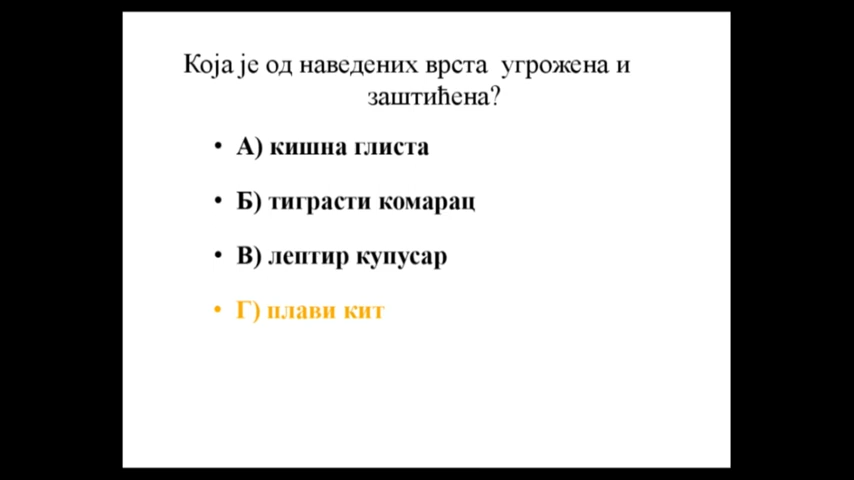 Која је од наведених врста угрожена и
заштићена?
• А) кишна глиста
• Б) тиграсти комарац
• В) лептир купусар
• Г) плави кит